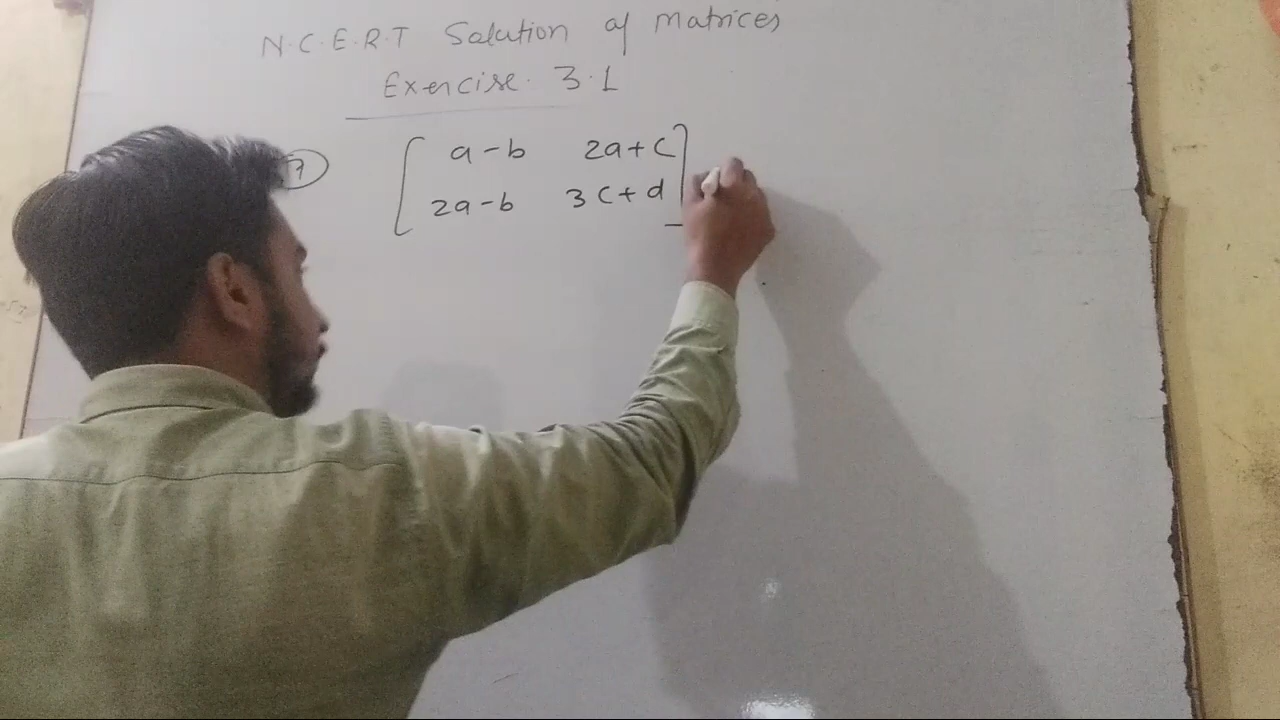 N.C.E.R.T Solution of Matrices
Exercise 3.1
7 [ a-b 2a+c ]
[ 2a-b 3c+d ]